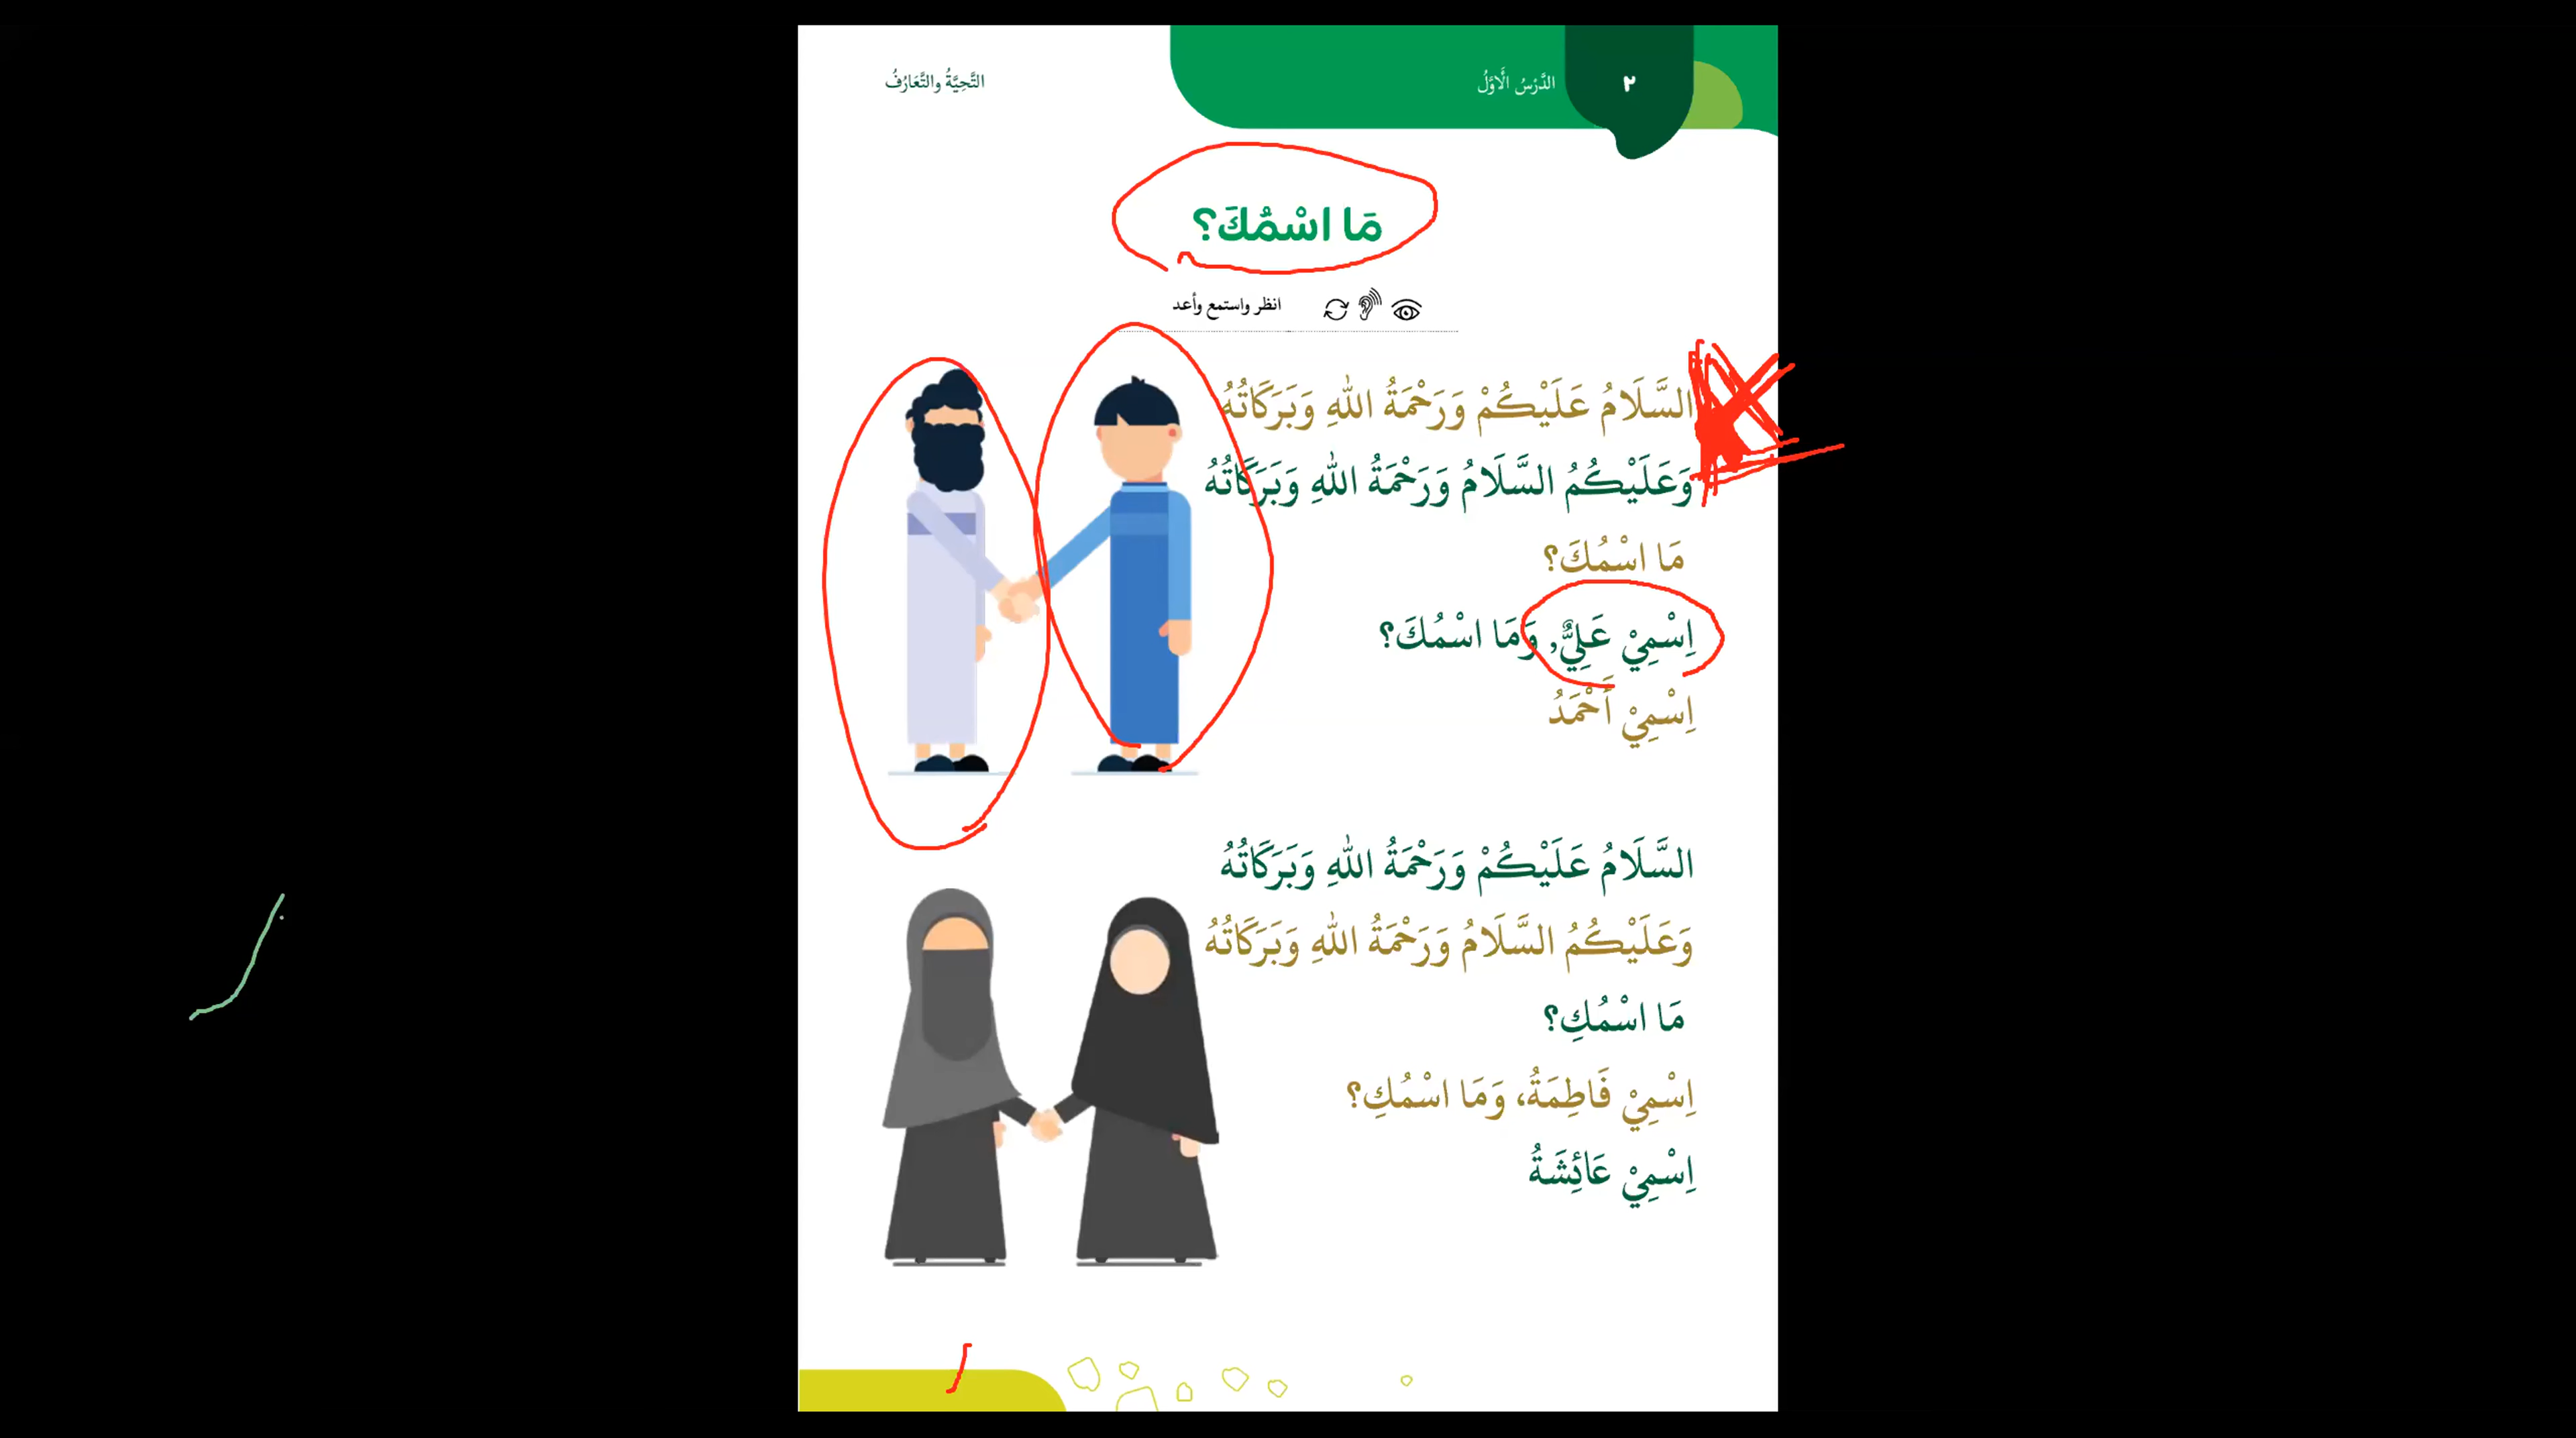 ٢
الدَّرْسُ الْأَوَّلُ
التَّحِيَّةُ والتَّعَارُفُ
مَا اسْمُكَ؟
انظر واستمع وأعد
السَّلَامُ عَلَيْكُمْ وَرَحْمَةُ اللهِ وَبَرَكَاتُهُ
وَعَلَيْكُمُ السَّلَامُ وَرَحْمَةُ اللهِ وَبَرَكَاتُهُ
مَا اسْمُكَ؟
اِسْمِيْ عَلِيٌّ, وَمَا اسْمُكَ؟
اِسْمِيْ أَحْمَدُ
السَّلَامُ عَلَيْكُمْ وَرَحْمَةُ اللهِ وَبَرَكَاتُهُ
وَعَلَيْكُمُ السَّلَامُ وَرَحْمَةُ اللهِ وَبَرَكَاتُهُ
مَا اسْمُكِ؟
اِسْمِيْ فَاطِمَةُ، وَمَا اسْمُكِ؟
اِسْمِيْ عَائِشَةُ